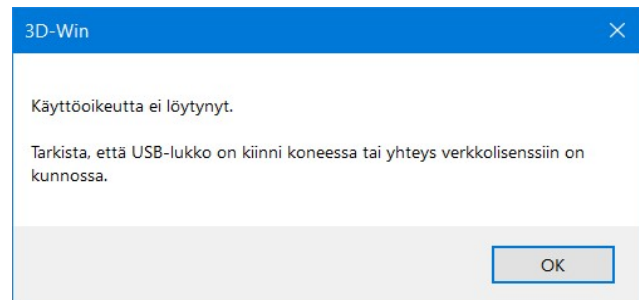 3D-Win
Käyttöoikeutta ei löytynyt.
Tarkista, että USB-lukko on kiinni koneessa tai yhteys verkkolisenssiin on
kunnossa.
OK